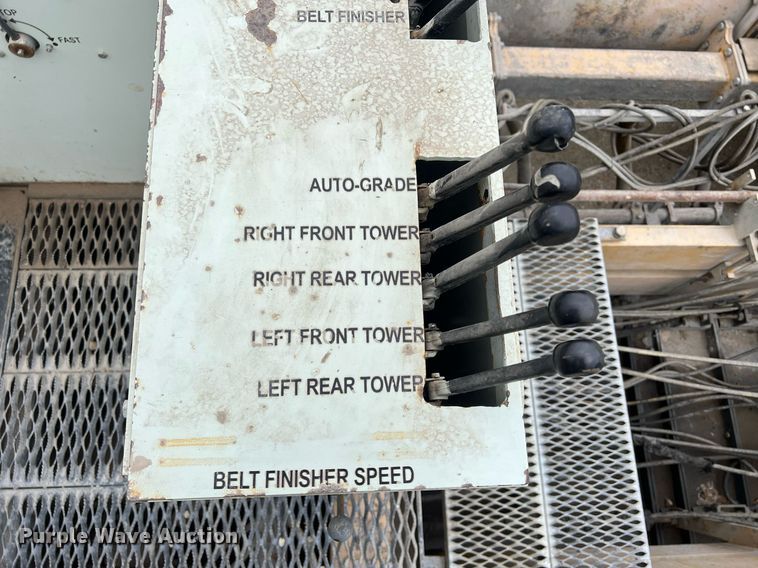 BELT FINISHER
FAST
AUTO-GRADE
RIGHT FRONT TOWER
RIGHT REAR TOWER
LEFT FRONT TOWER
LEFT REAR TOWER
BELT FINISHER SPEED
Purple Wave Auction